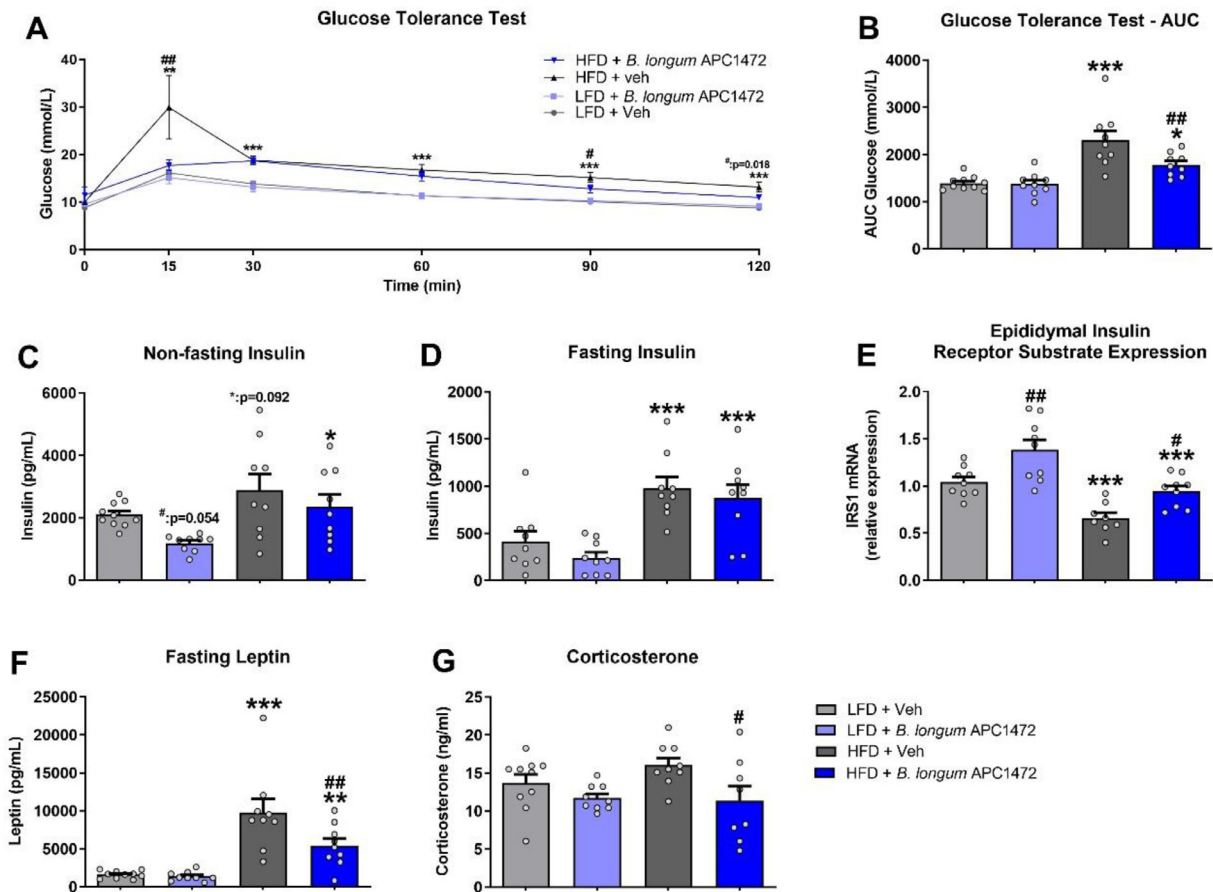 A
Glucose Tolerance Test
Glucose (mmol/L)
40
30
20
10
0
##
**
***
***
#
***
#:p=0.018
***
HFD + B. longum APC1472
HFD + veh
LFD + B. longum APC1472
LFD + Veh
0 15 30 60 90 120
Time (min)
B
Glucose Tolerance Test - AUC
AUC Glucose (mmol/L)
4000
3000
2000
1000
0
***
##
*
C
Non-fasting Insulin
Insulin (pg/mL)
6000
4000
2000
0
#:p=0.054
*:p=0.092
*
D
Fasting Insulin
Insulin (pg/mL)
2000
1500
1000
500
0
***
***
E
Epididymal Insulin
Receptor Substrate Expression
IRS1 mRNA
(relative expression)
2.0
1.5
1.0
0.5
0.0
##
***
#
***
F
Fasting Leptin
Leptin (pg/mL)
25000
20000
15000
10000
5000
0
***
##
**
G
Corticosterone
Corticosterone (ng/ml)
25
20
15
10
5
0
#
LFD + Veh
LFD + B. longum APC1472
HFD + Veh
HFD + B. longum APC1472